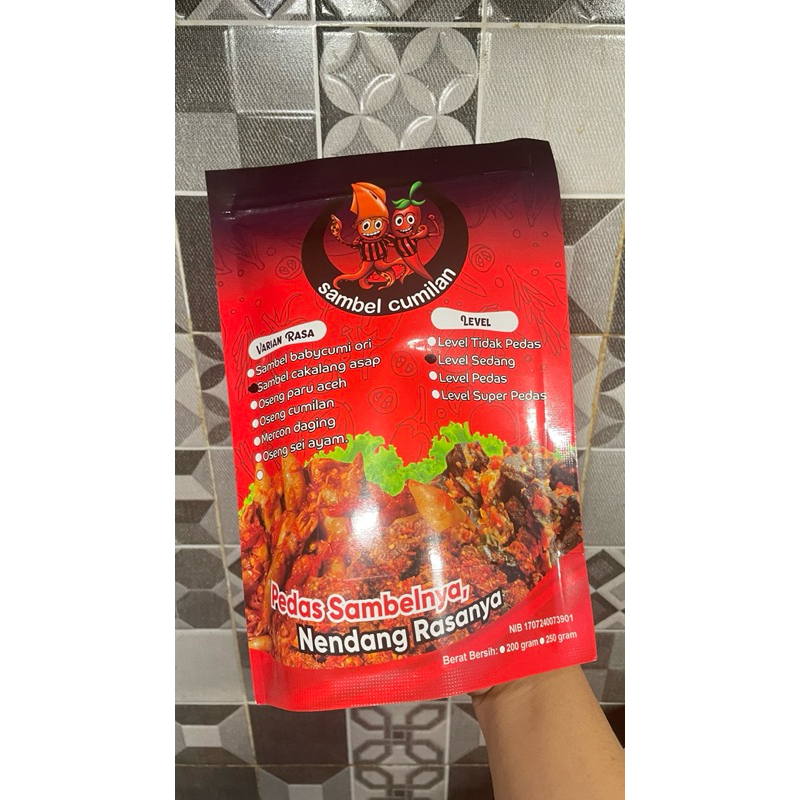 sambel cumilan
VARIAN RASA
Sambel babycumi ori
Sambel cakalang asap
Oseng paru aceh
Oseng cumilan
Mercon daging
Oseng sei ayam.
LEVEL
Level Tidak Pedas
Level Sedang
Level Pedas
Level Super Pedas
Pedas Sambelnya,
Nendang Rasanya
NIB 1707240073901
Berat Bersih: 200 gram 250 gram